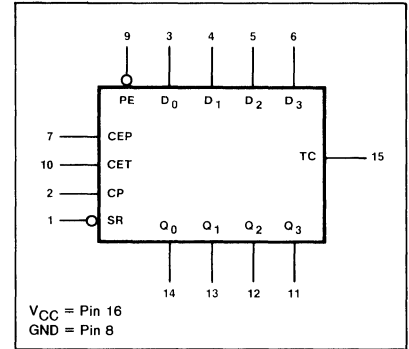 9 3 4 5 6
PE D0 D1 D2 D3
7 CEP
10 CET
TC 15
2 CP
1 SR
Q0 Q1 Q2 Q3
14 13 12 11
VCC = Pin 16
GND = Pin 8